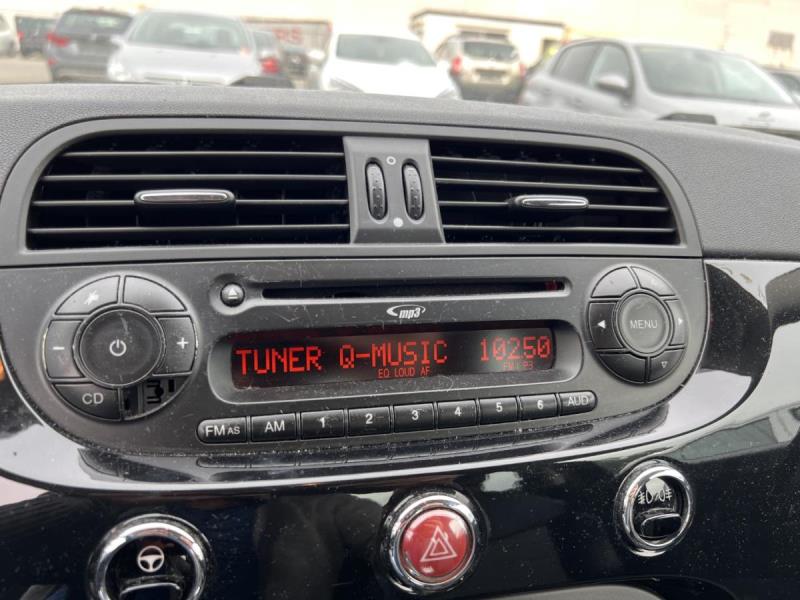 mp3
TUNER Q-MUSIC 10250
EQ LOUD AF
MENU
CD
FM AS AM 1 2 3 4 5 6 AUD